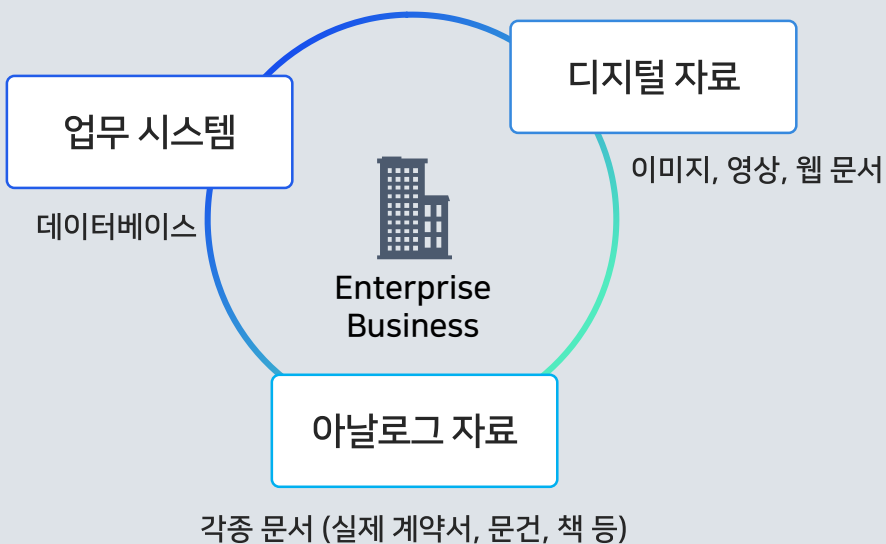 디지털 자료
업무 시스템
이미지, 영상, 웹 문서
데이터베이스
Enterprise
Business
아날로그 자료
각종 문서 (실제 계약서, 문건, 책 등)